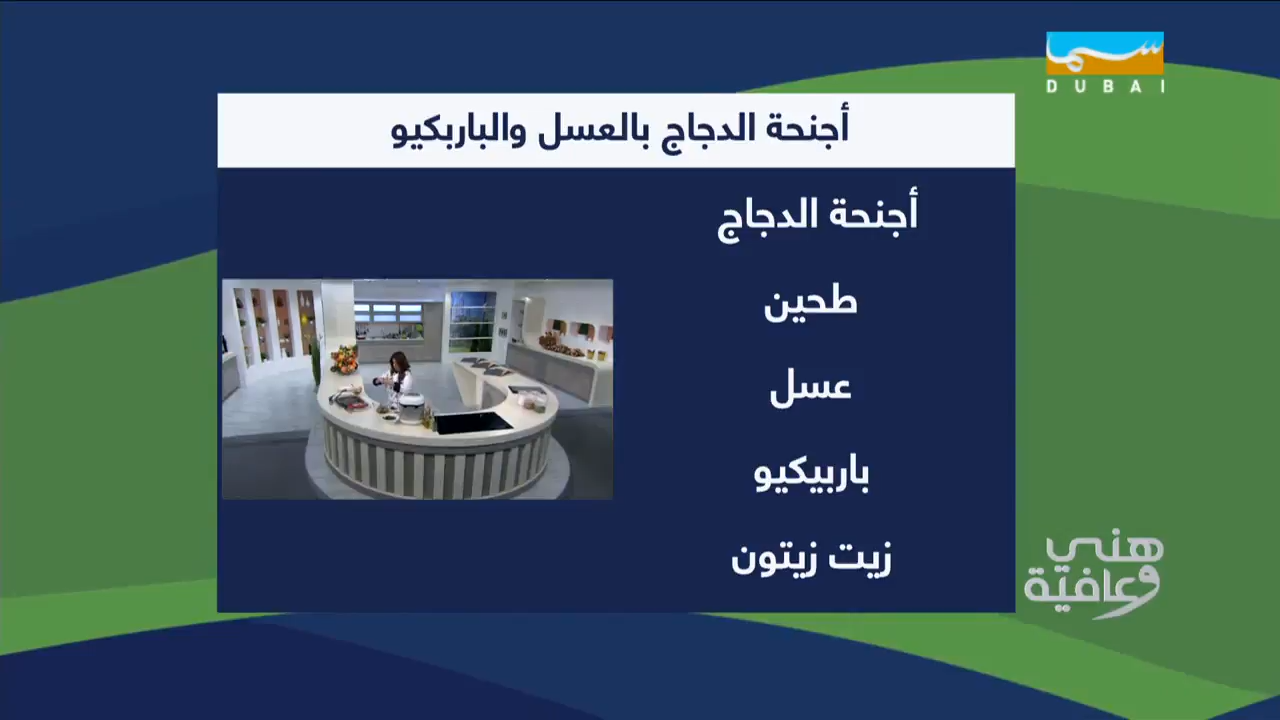 سما
DUBAI
أجنحة الدجاج بالعسل والباربكيو
أجنحة الدجاج
طحين
عسل
باربيكيو
زيت زيتون
هني
وعافية